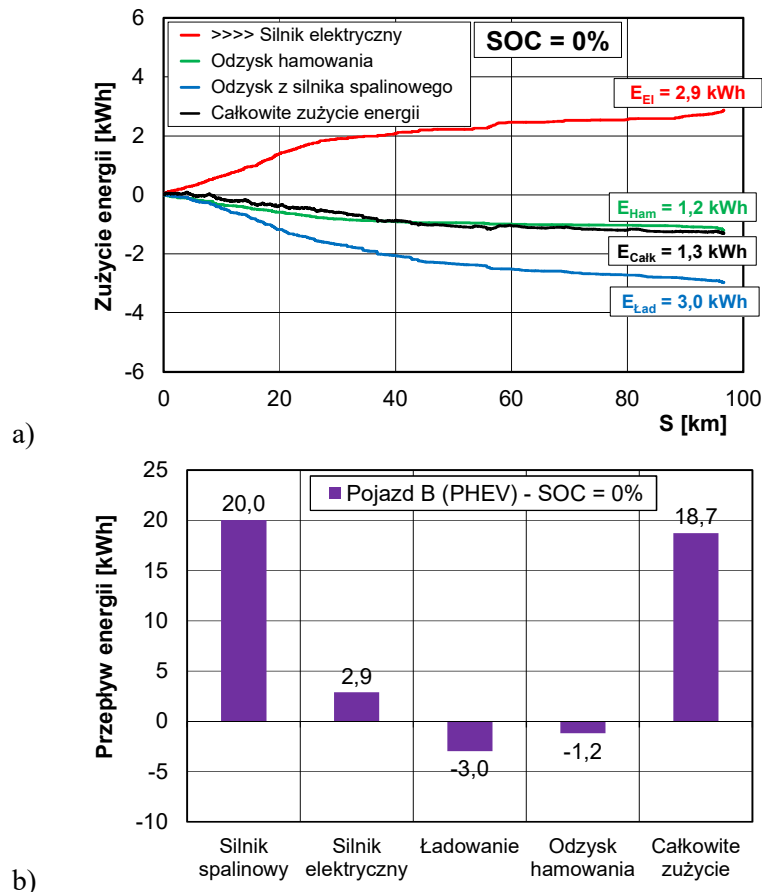 >>>> Silnik elektryczny
Odzysk hamowania
Odzysk z silnika spalinowego
Całkowite zużycie energii
SOC = 0%
Zużycie energii [kWh]
6
4
2
0
-2
-4
-6
E_El = 2,9 kWh
E_Ham = 1,2 kWh
E_Całk = 1,3 kWh
E_Ład = 3,0 kWh
0 20 40 60 80 100
S [km]
a)
Pojazd B (PHEV) - SOC = 0%
Przepływ energii [kWh]
25
20
15
10
5
0
-5
-10
20,0
2,9
-3,0
-1,2
18,7
Silnik spalinowy
Silnik elektryczny
Ładowanie
Odzysk hamowania
Całkowite zużycie
b)